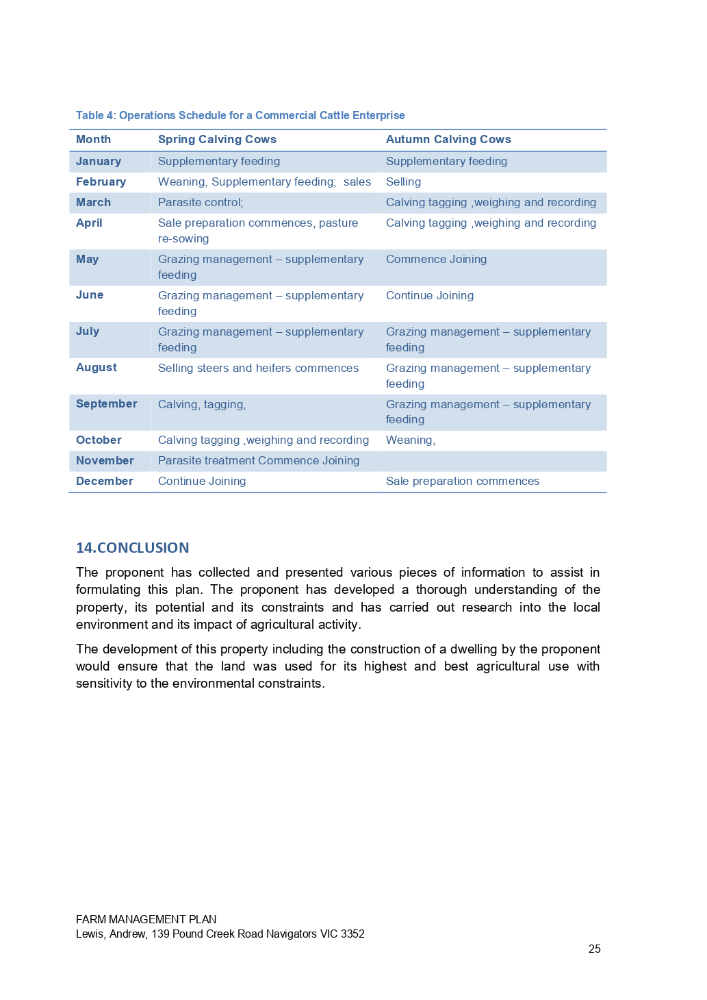 Table 4: Operations Schedule for a Commercial Cattle Enterprise
Month Spring Calving Cows Autumn Calving Cows
January Supplementary feeding Supplementary feeding
February Weaning, Supplementary feeding;  sales Selling
March Parasite control; Calving tagging ,weighing and recording
April Sale preparation commences, pasture Calving tagging ,weighing and recording
re-sowing
May Grazing management – supplementary Commence Joining
feeding
June Grazing management – supplementary Continue Joining
feeding
July Grazing management – supplementary Grazing management – supplementary
feeding feeding
August Selling steers and heifers commences Grazing management – supplementary
feeding
September Calving, tagging, Grazing management – supplementary
feeding
October Calving tagging ,weighing and recording Weaning,
November Parasite treatment Commence Joining
December Continue Joining Sale preparation commences
14.CONCLUSION
The proponent has collected and presented various pieces of information to assist in
formulating this plan. The proponent has developed a thorough understanding of the
property, its potential and its constraints and has carried out research into the local
environment and its impact of agricultural activity.
The development of this property including the construction of a dwelling by the proponent
would ensure that the land was used for its highest and best agricultural use with
sensitivity to the environmental constraints.
FARM MANAGEMENT PLAN
Lewis, Andrew, 139 Pound Creek Road Navigators VIC 3352
25